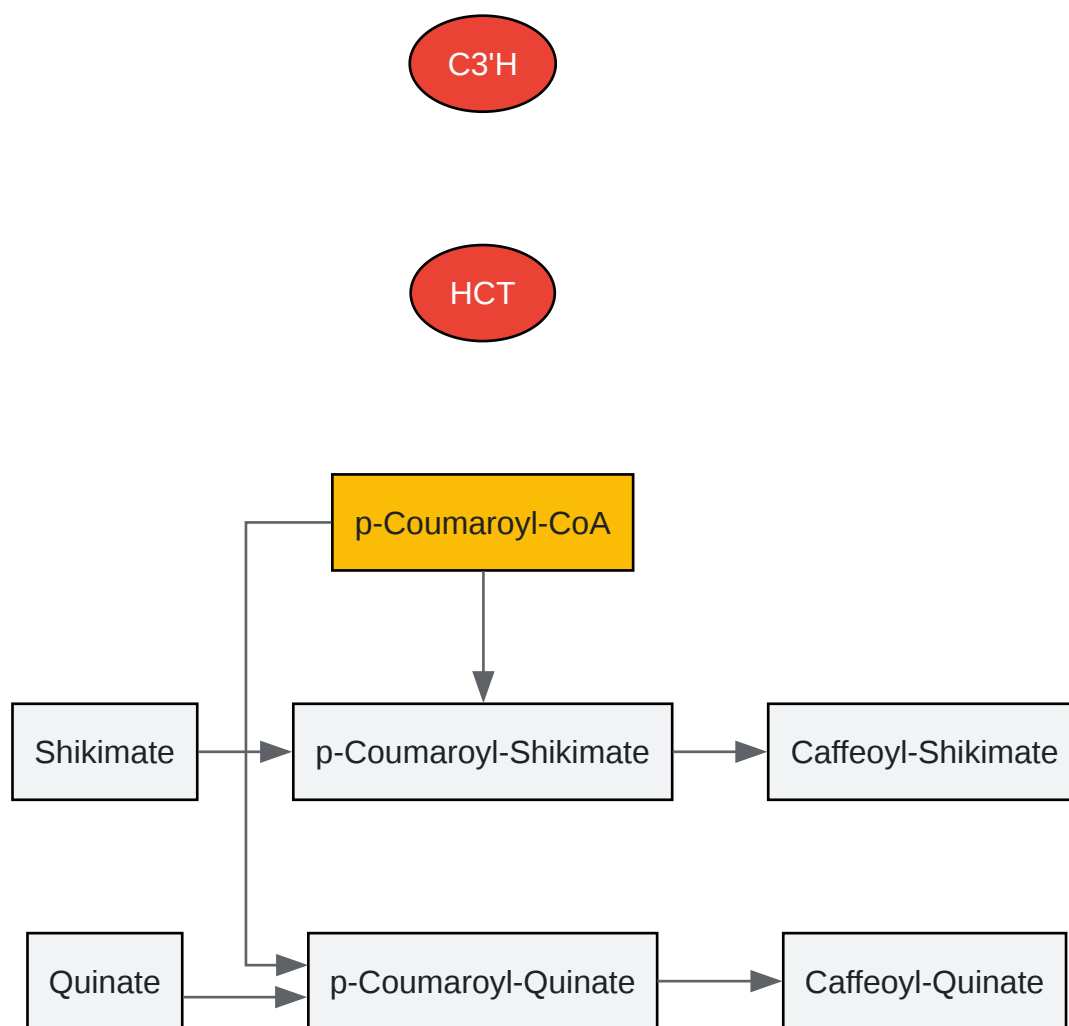 C3'H
HCT
p-Coumaroyl-CoA
Shikimate
p-Coumaroyl-Shikimate
Caffeoyl-Shikimate
Quinate
p-Coumaroyl-Quinate
Caffeoyl-Quinate